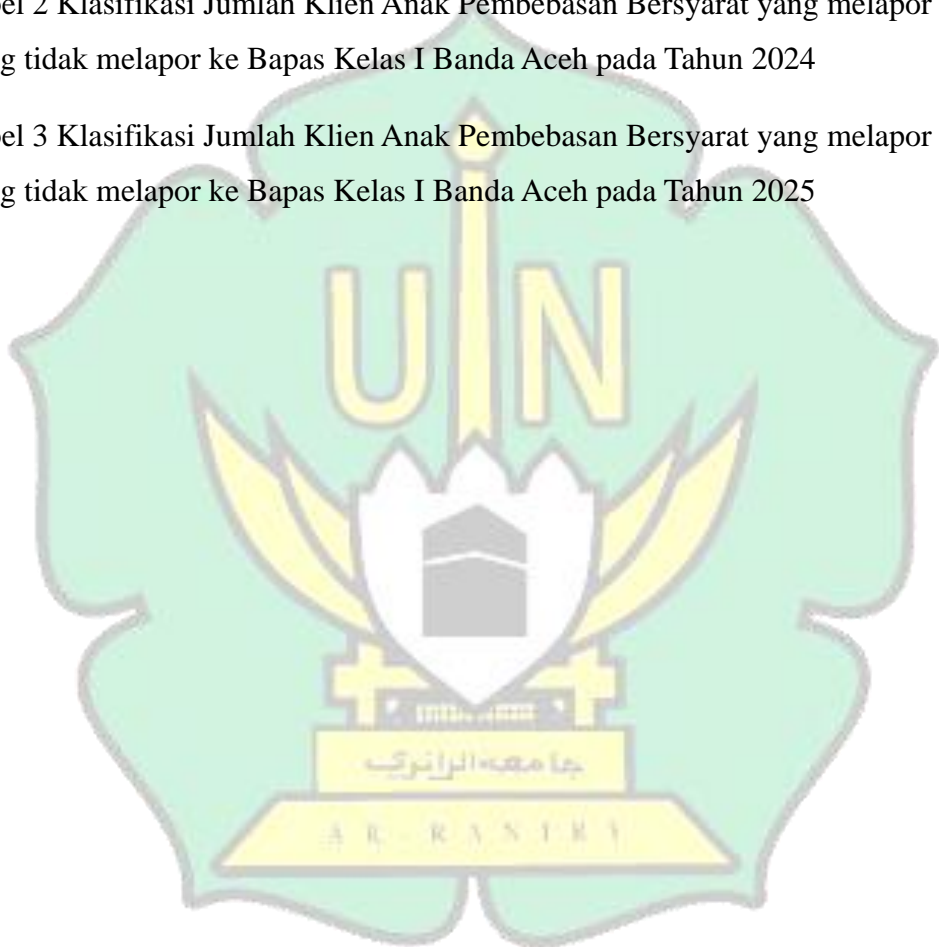 bel 2 Klasifikasi Jumlah Klien Anak Pembebasan Bersyarat yang melapor
g tidak melapor ke Bapas Kelas I Banda Aceh pada Tahun 2024
bel 3 Klasifikasi Jumlah Klien Anak Pembebasan Bersyarat yang melapor
g tidak melapor ke Bapas Kelas I Banda Aceh pada Tahun 2025
UIN
جامعة الرانري
AR - RANIRY